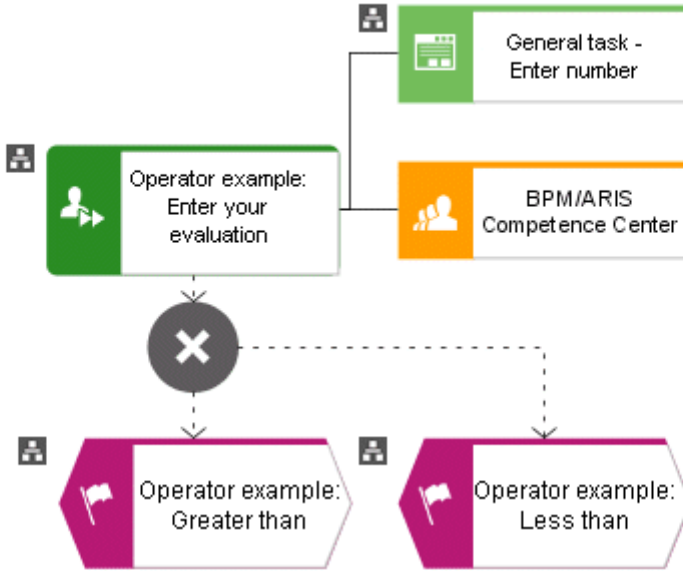 General task -
Enter number
Operator example:
Enter your
evaluation
BPM/ARIS
Competence Center
Operator example:
Greater than
Operator example:
Less than